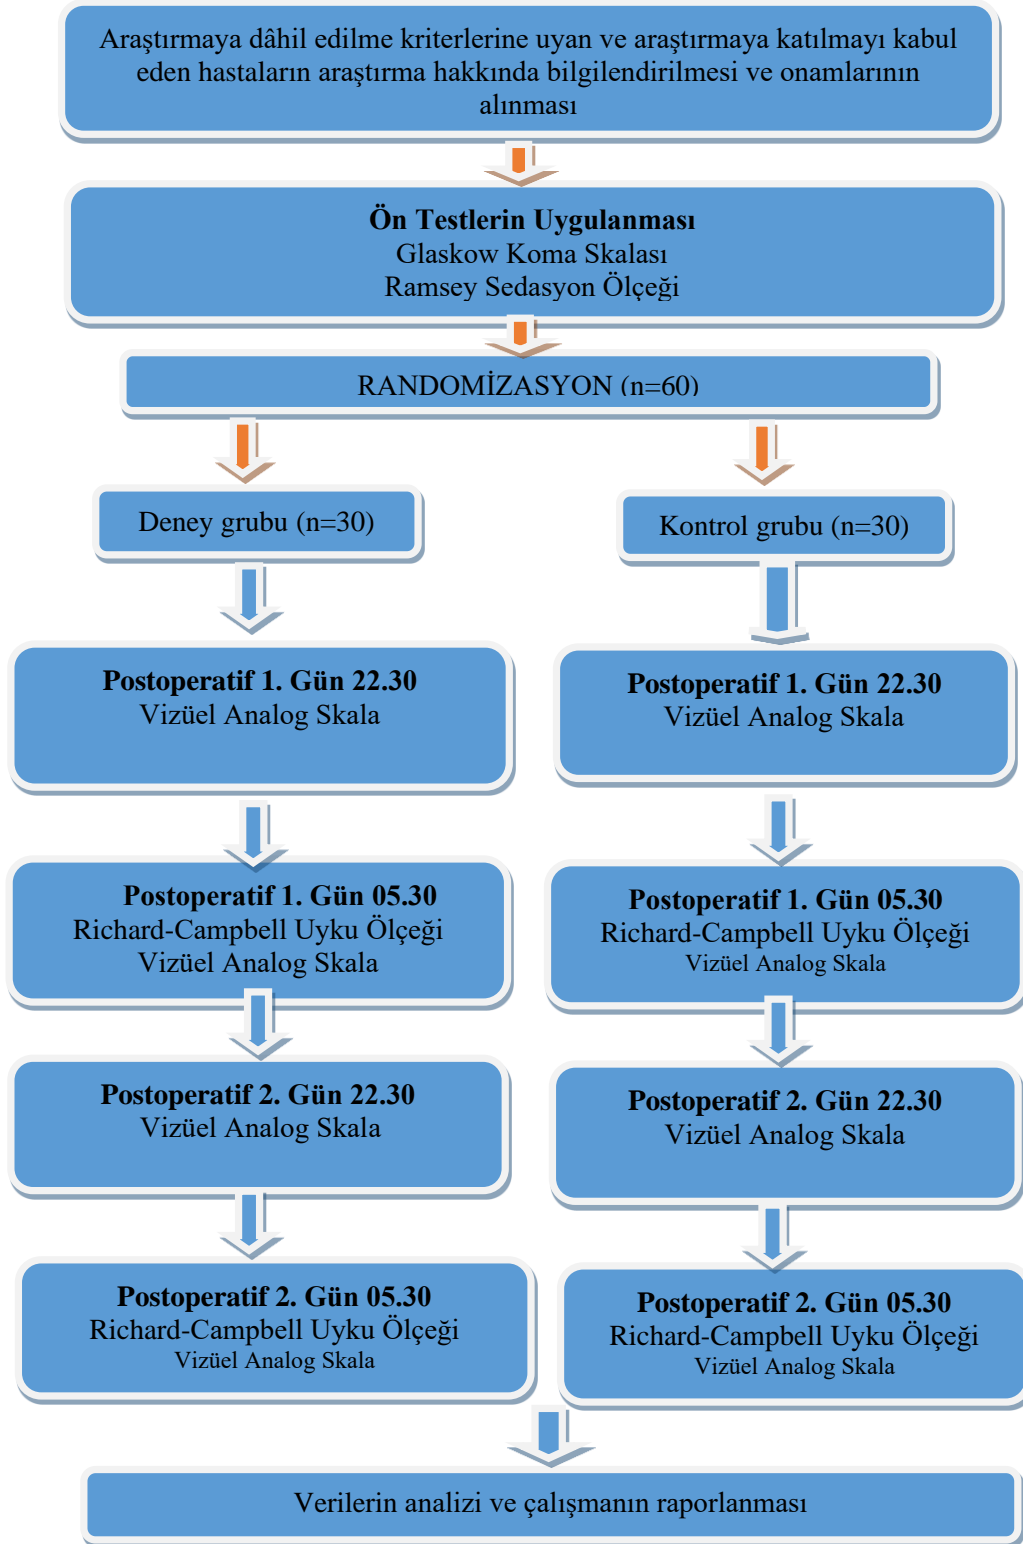 Araştırmaya dâhil edilme kriterlerine uyan ve araştırmaya katılmayı kabul
eden hastaların araştırma hakkında bilgilendirilmesi ve onamlarının
alınması
Ön Testlerin Uygulanması
Glaskow Koma Skalası
Ramsey Sedasyon Ölçeği
RANDOMİZASYON (n=60)
Deney grubu (n=30)
Kontrol grubu (n=30)
Postoperatif 1. Gün 22.30
Vizüel Analog Skala
Postoperatif 1. Gün 22.30
Vizüel Analog Skala
Postoperatif 1. Gün 05.30
Richard-Campbell Uyku Ölçeği
Vizüel Analog Skala
Postoperatif 1. Gün 05.30
Richard-Campbell Uyku Ölçeği
Vizüel Analog Skala
Postoperatif 2. Gün 22.30
Vizüel Analog Skala
Postoperatif 2. Gün 22.30
Vizüel Analog Skala
Postoperatif 2. Gün 05.30
Richard-Campbell Uyku Ölçeği
Vizüel Analog Skala
Postoperatif 2. Gün 05.30
Richard-Campbell Uyku Ölçeği
Vizüel Analog Skala
Verilerin analizi ve çalışmanın raporlanması